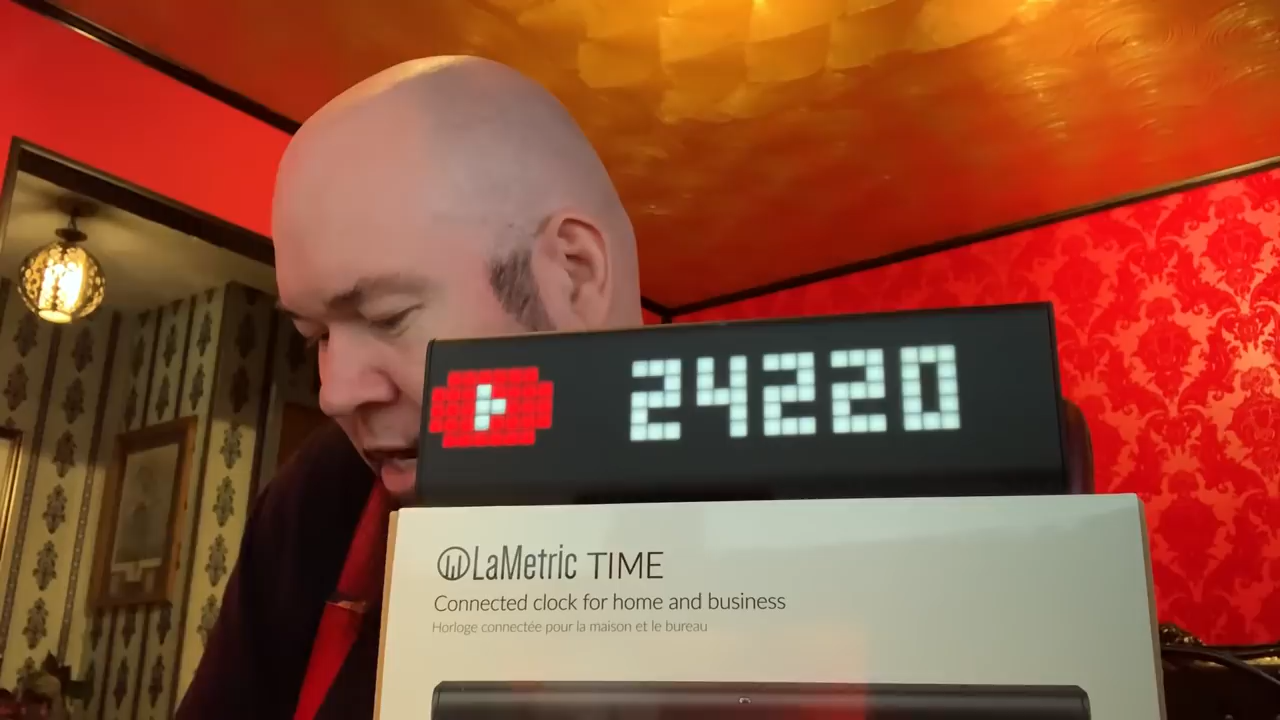 24220
LaMetric TIME
Connected clock for home and business
Horloge connectée pour la maison et le bureau